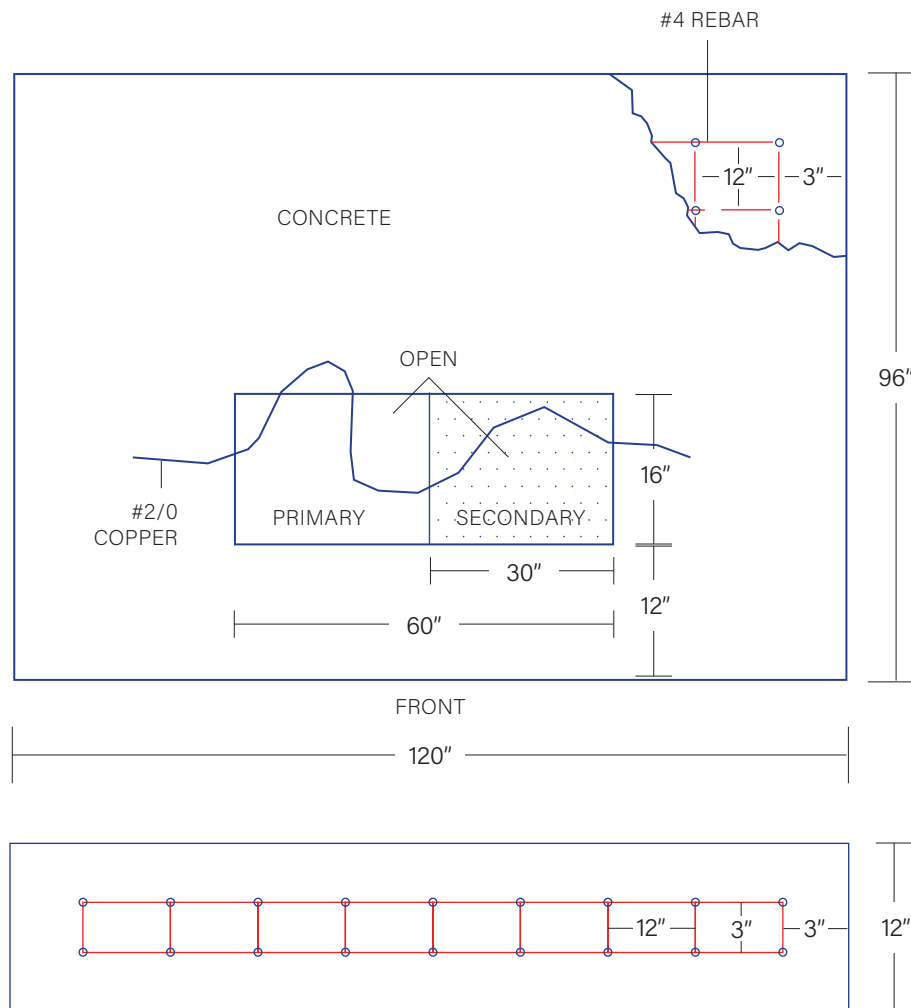 #4 REBAR
12″
3″
CONCRETE
96″
OPEN
16″
#2/0
COPPER
PRIMARY
SECONDARY
30″
12″
60″
FRONT
120″
12″
3″
3″
12″